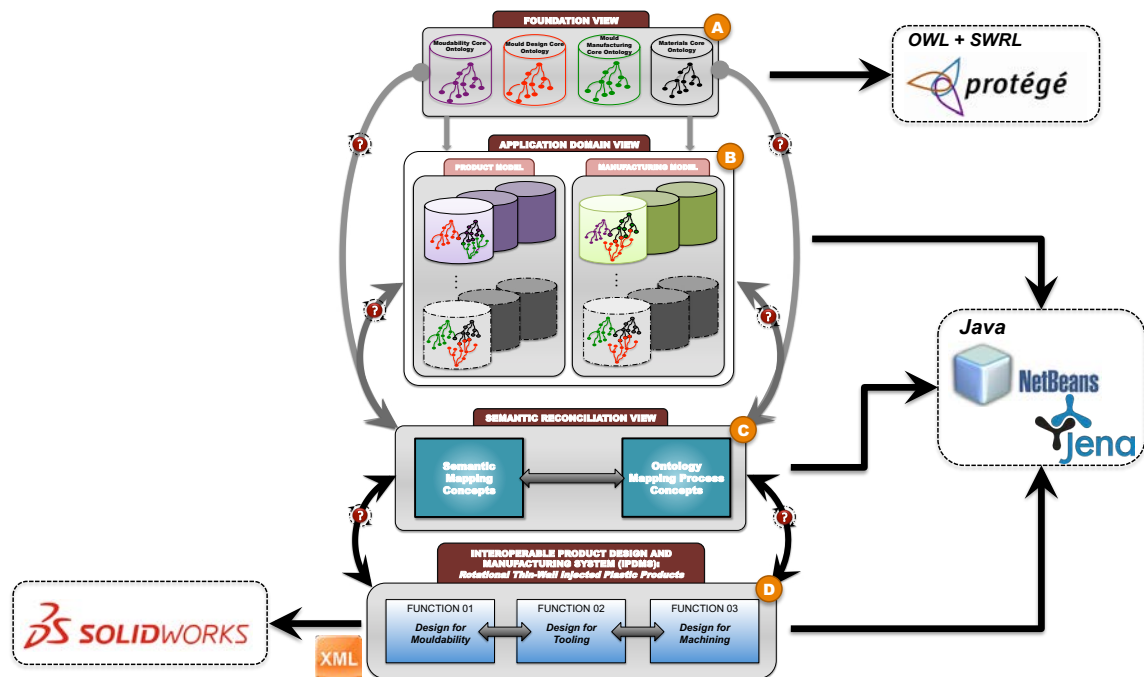 FOUNDATION VIEW
A
Moudability Core
Ontology
Mould Design Core
Ontology
Mould
Manufacturing
Core Ontology
Materials Core
Ontology
OWL + SWRL
protégé
?
?
APPLICATION DOMAIN VIEW
B
PRODUCT MODEL
MANUFACTURING MODEL
...
...
?
?
Java
NetBeans
Jena
SEMANTIC RECONCILIATION VIEW
C
Semantic
Mapping
Concepts
Ontology
Mapping Process
Concepts
?
?
INTEROPERABLE PRODUCT DESIGN AND
MANUFACTURING SYSTEM (IPDMS):
Rotational Thin-Wall Injected Plastic Products
D
FUNCTION 01
Design for
Mouldability
FUNCTION 02
Design for
Tooling
FUNCTION 03
Design for
Machining
3S SOLIDWORKS
XML